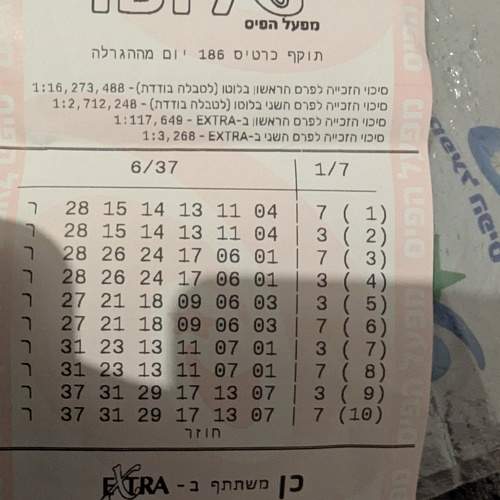 לוטו
מפעל הפיס
תוקף כרטיס 186 יום מההגרלה
סיכוי הזכייה לפרס הראשון בלוטו (לטבלה בודדת) - 1:16,273,488
סיכוי הזכייה לפרס השני בלוטו (לטבלה בודדת) - 1:2,712,248
סיכוי הזכייה לפרס הראשון ב-EXTRA - 1:117,649
סיכוי הזכייה לפרס השני ב-EXTRA - 1:3,268
6/37 1/7
ר 28 15 14 13 11 04 | 7 ( 1)
ר 28 15 14 13 11 04 | 3 ( 2)
ר 28 26 24 17 06 01 | 7 ( 3)
ר 28 26 24 17 06 01 | 3 ( 4)
ר 27 21 18 09 06 03 | 3 ( 5)
ר 27 21 18 09 06 03 | 7 ( 6)
ר 31 23 13 11 07 01 | 3 ( 7)
ר 31 23 13 11 07 01 | 7 ( 8)
ר 37 31 29 17 13 07 | 3 ( 9)
ר 37 31 29 17 13 07 | 7 (10)
חוזר
כן משתתף ב- EXTRA